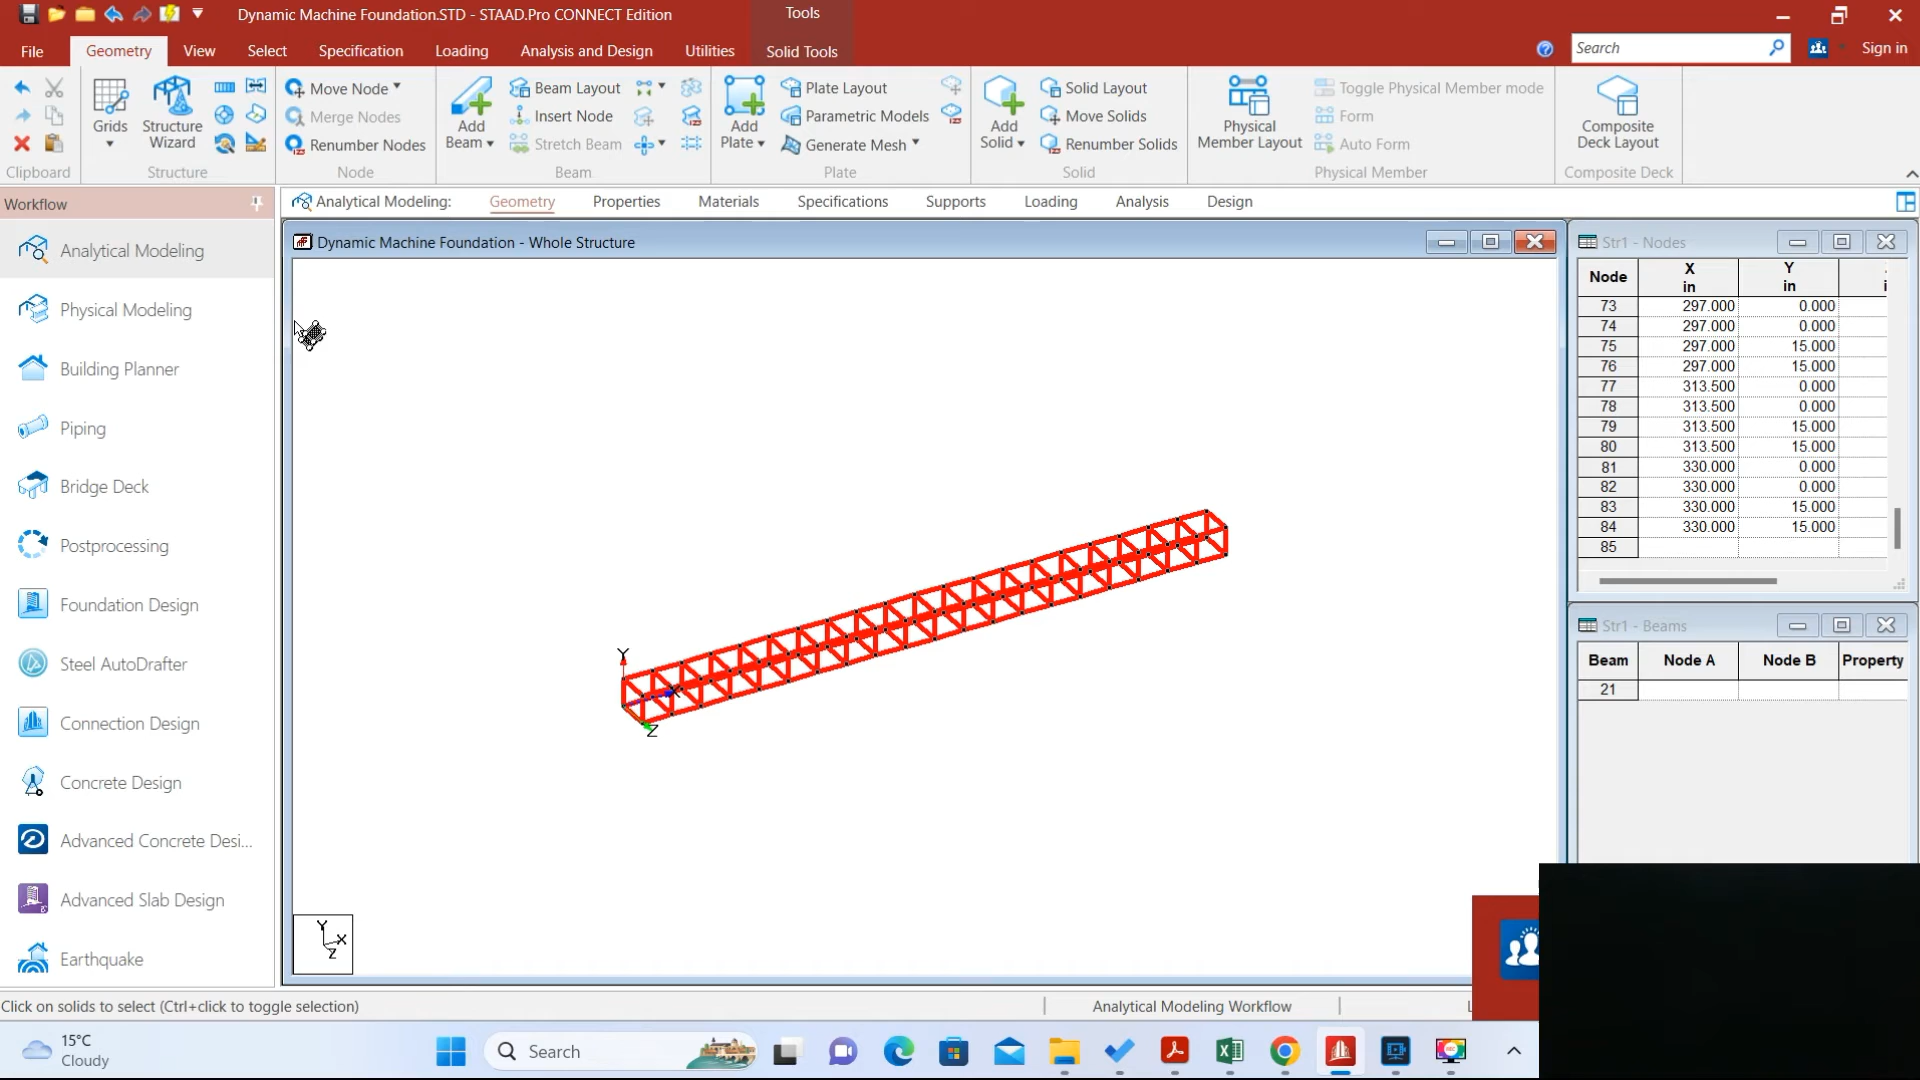 Dynamic Machine Foundation.STD - STAAD.Pro CONNECT Edition
Tools
File
Geometry
View
Select
Specification
Loading
Analysis and Design
Utilities
Solid Tools
Search
Sign in
Grids
Structure Wizard
Move Node
Merge Nodes
Renumber Nodes
Add Beam
Beam Layout
Insert Node
Stretch Beam
Add Plate
Plate Layout
Parametric Models
Generate Mesh
Add Solid
Solid Layout
Move Solids
Renumber Solids
Physical Member Layout
Toggle Physical Member mode
Form
Auto Form
Composite Deck Layout
Clipboard
Structure
Node
Beam
Plate
Solid
Physical Member
Composite Deck
Workflow
Analytical Modeling:
Geometry
Properties
Materials
Specifications
Supports
Loading
Analysis
Design
Analytical Modeling
Physical Modeling
Building Planner
Piping
Bridge Deck
Postprocessing
Foundation Design
Steel AutoDrafter
Connection Design
Concrete Design
Advanced Concrete Desi...
Advanced Slab Design
Earthquake
Dynamic Machine Foundation - Whole Structure
Y
X
Z
Y
X
Z
Str1 - Nodes
Node X in Y in
73 297.000 0.000
74 297.000 0.000
75 297.000 15.000
76 297.000 15.000
77 313.500 0.000
78 313.500 0.000
79 313.500 15.000
80 313.500 15.000
81 330.000 0.000
82 330.000 0.000
83 330.000 15.000
84 330.000 15.000
85
Str1 - Beams
Beam Node A Node B Property
21
Click on solids to select (Ctrl+click to toggle selection)
Analytical Modeling Workflow
L
15°C
Cloudy
Search